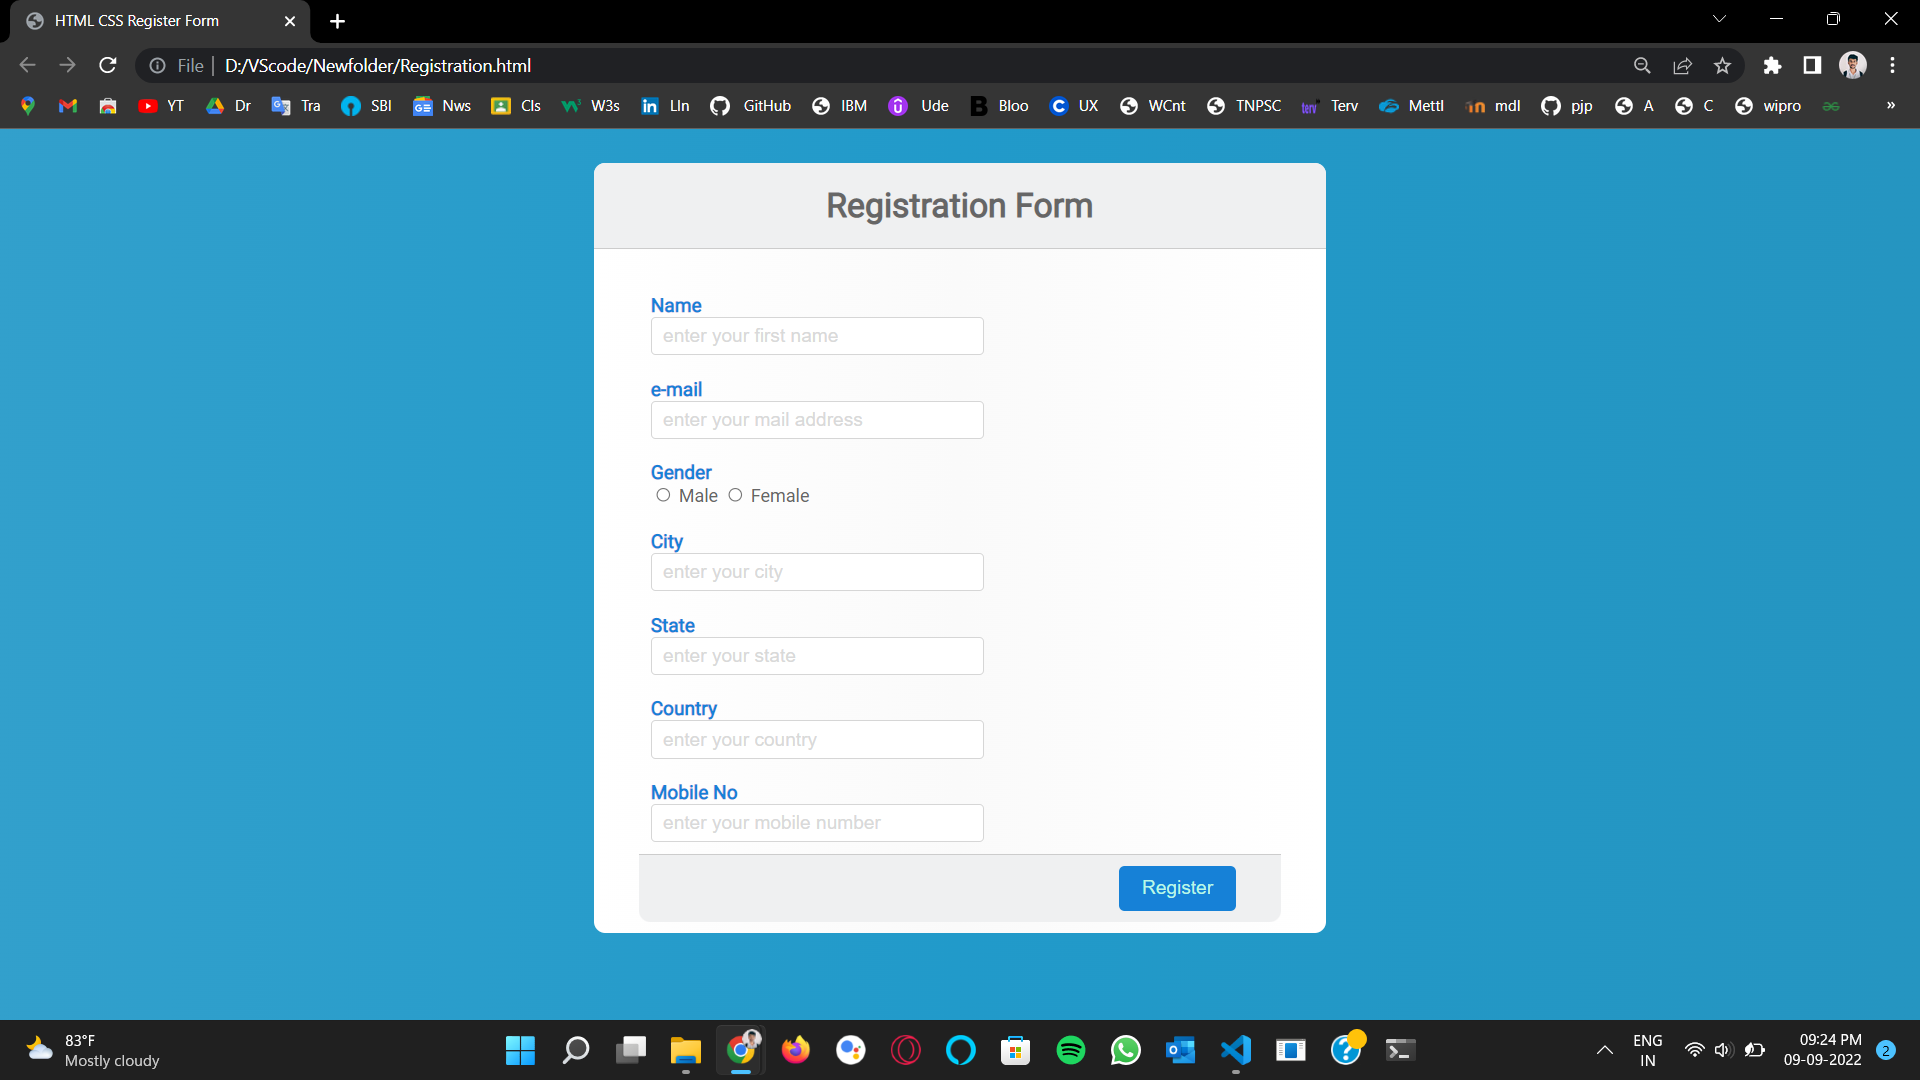 HTML CSS Register Form
File | D:/VScode/Newfolder/Registration.html
YT Dr Tra SBI Nws Cls W3s LIn GitHub IBM Ude Bloo UX WCnt TNPSC Terv Mettl mdl pjp A C wipro »
Registration Form
Name
enter your first name
e-mail
enter your mail address
Gender
Male Female
City
enter your city
State
enter your state
Country
enter your country
Mobile No
enter your mobile number
Register
83°F
Mostly cloudy
ENG
IN
09:24 PM
09-09-2022
2